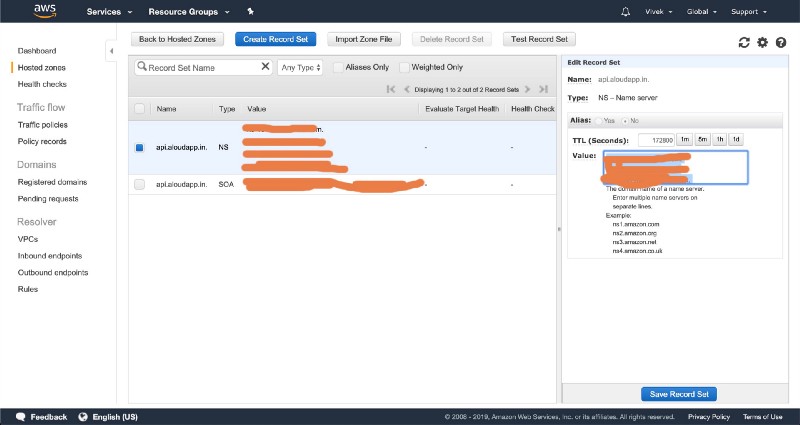 aws
Services
Resource Groups
Vivek
Global
Support
Dashboard
Hosted zones
Health checks
Traffic flow
Traffic policies
Policy records
Domains
Registered domains
Pending requests
Resolver
VPCs
Inbound endpoints
Outbound endpoints
Rules
Back to Hosted Zones
Create Record Set
Import Zone File
Delete Record Set
Test Record Set
Record Set Name
Any Type
Aliases Only
Weighted Only
Displaying 1 to 2 out of 2 Record Sets
Name Type Value Evaluate Target Health Health Check
api.aloudapp.in. NS - -
api.aloudapp.in. SOA - -
Edit Record Set
Name: api.aloudapp.in.
Type: NS – Name server
Alias: Yes No
TTL (Seconds): 172800 1m 5m 1h 1d
Value:
The domain name of a name server.
Enter multiple name servers on
separate lines.
Example:
ns1.amazon.com
ns2.amazon.org
ns3.amazon.net
ns4.amazon.co.uk
Save Record Set
Feedback
English (US)
© 2008 - 2019, Amazon Web Services, Inc. or its affiliates. All rights reserved.
Privacy Policy
Terms of Use